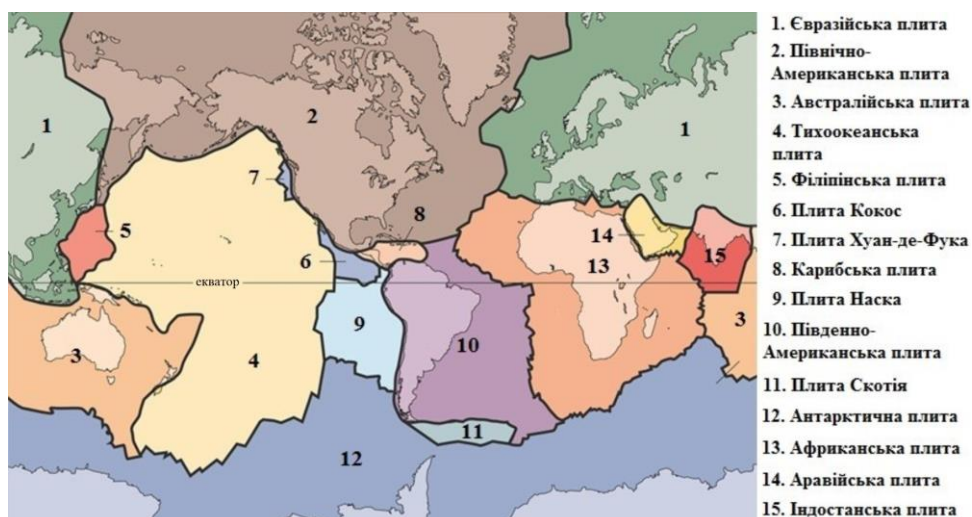 1
2
1
7
8
5
14
6
13
15
екватор
9
3
3
10
4
11
12
1. Євразійська плита
2. Північно-
Американська плита
3. Австралійська плита
4. Тихоокеанська
плита
5. Філіпінська плита
6. Плита Кокос
7. Плита Хуан-де-Фука
8. Карибська плита
9. Плита Наска
10. Південно-
Американська плита
11. Плита Скотія
12. Антарктична плита
13. Африканська плита
14. Аравійська плита
15. Індостанська плита